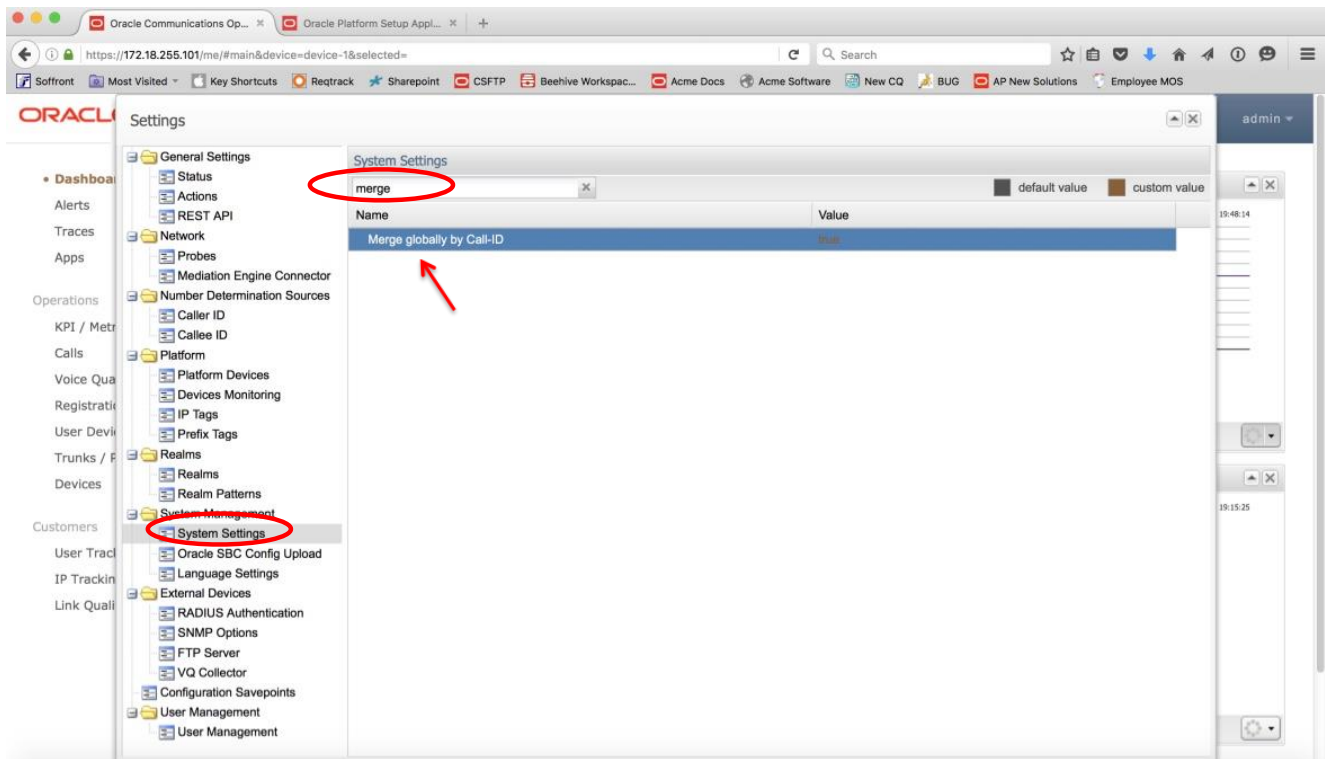 Oracle Communications Op... ×
Oracle Platform Setup Appl... × +
https://172.18.255.101/me/#main&device=device-1&selected=
Search
Soffront Most Visited Key Shortcuts Reqtrack Sharepoint CSFTP Beehive Workspac... Acme Docs Acme Software New CQ BUG AP New Solutions Employee MOS
ORACL
Settings
admin
Dashboa
Alerts
Traces
Apps
Operations
KPI / Metr
Calls
Voice Qua
Registrati
User Devi
Trunks / P
Devices
Customers
User Track
IP Trackin
Link Quali
General Settings
Status
Actions
REST API
Network
Probes
Mediation Engine Connector
Number Determination Sources
Caller ID
Callee ID
Platform
Platform Devices
Devices Monitoring
IP Tags
Prefix Tags
Realms
Realms
Realm Patterns
System Management
System Settings
Oracle SBC Config Upload
Language Settings
External Devices
RADIUS Authentication
SNMP Options
FTP Server
VQ Collector
Configuration Savepoints
User Management
User Management
System Settings
merge ×
default value custom value
Name Value
Merge globally by Call-ID true
19:48:14
19:15:25